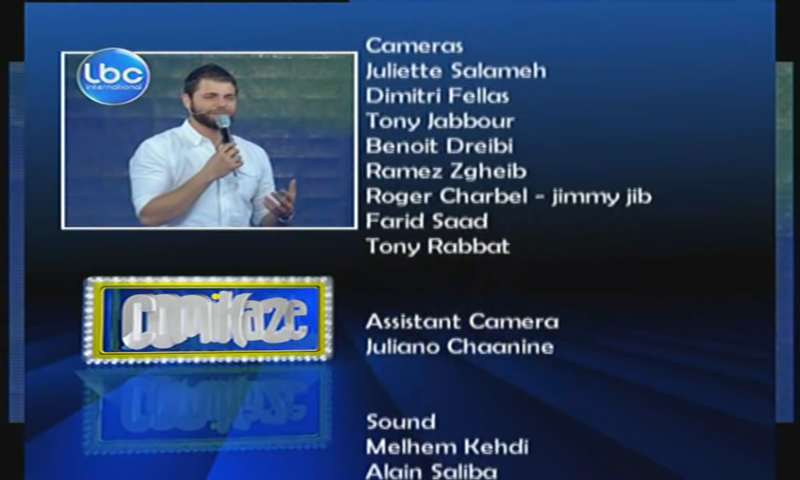 lbc
international
Cameras
Juliette Salameh
Dimitri Fellas
Tony Jabbour
Benoit Dreibi
Ramez Zgheib
Roger Charbel - jimmy jib
Farid Saad
Tony Rabbat
comikaze
Assistant Camera
Juliano Chaanine
Sound
Melhem Kehdi
Alain Saliba